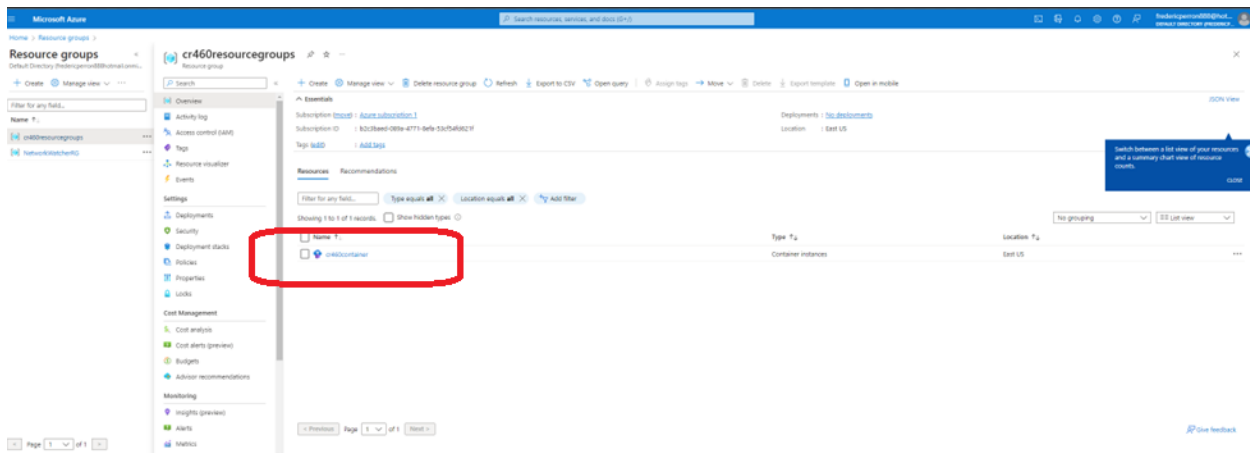 Microsoft Azure
Search resources, services, and docs (G+/)
fredericperron888@hot...
Home > Resource groups >
Resource groups
cr460resourcegroups
Resource group
+ Create Manage view ...
Search
+ Create Manage view Delete resource group Refresh Export to CSV Open query Assign tags Move Delete Export template Open in mobile
Filter for any field...
Name ↑↓
cr460resourcegroups ...
NetworkWatcherRG ...
Overview
Activity log
Access control (IAM)
Tags
Resource visualizer
Events
Settings
Deployments
Security
Deployment stacks
Policies
Properties
Locks
Cost Management
Cost analysis
Cost alerts (preview)
Budgets
Advisor recommendations
Monitoring
Insights (preview)
Alerts
Metrics
Essentials
JSON View
Subscription (move) : Azure subscription 1
Deployments : No deployments
Subscription ID :
Location : East US
Tags (edit) : Add tags
Switch between a list view of your resources and a summary chart view of resource counts.
CLOSE
Resources Recommendations
Filter for any field... Type equals all Location equals all Add filter
Showing 1 to 1 of 1 records. Show hidden types
No grouping List view
Name ↑↓ Type ↑↓ Location ↑↓
cr460container Container instances East US ...
< Previous Page 1 of 1 Next >
Give feedback
< Page 1 of 1 >